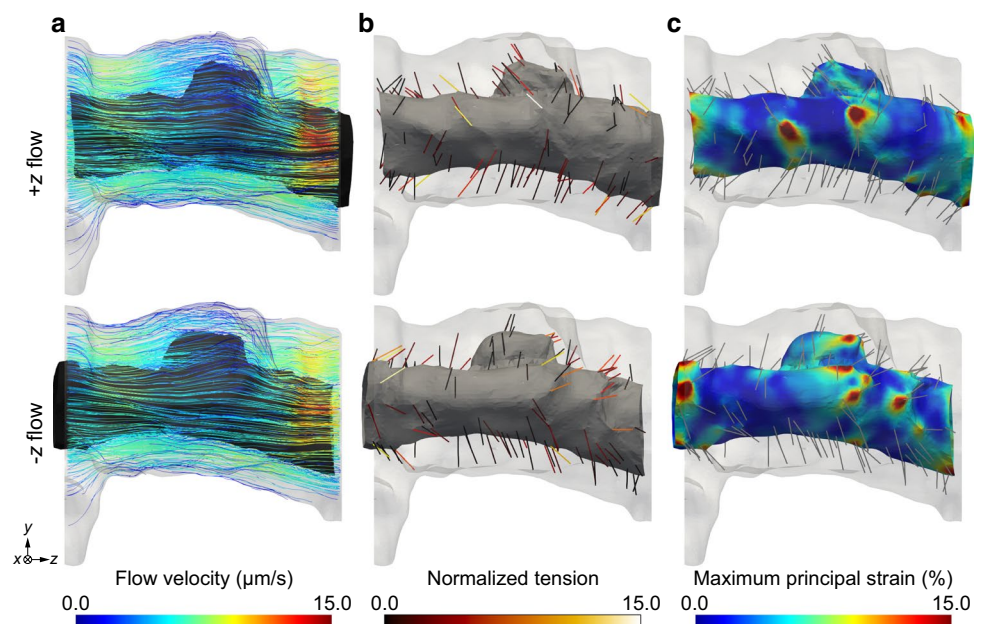 a b c
+z flow
-z flow
y
x z
Flow velocity (μm/s) Normalized tension Maximum principal strain (%)
0.0 15.0 0.0 15.0 0.0 15.0